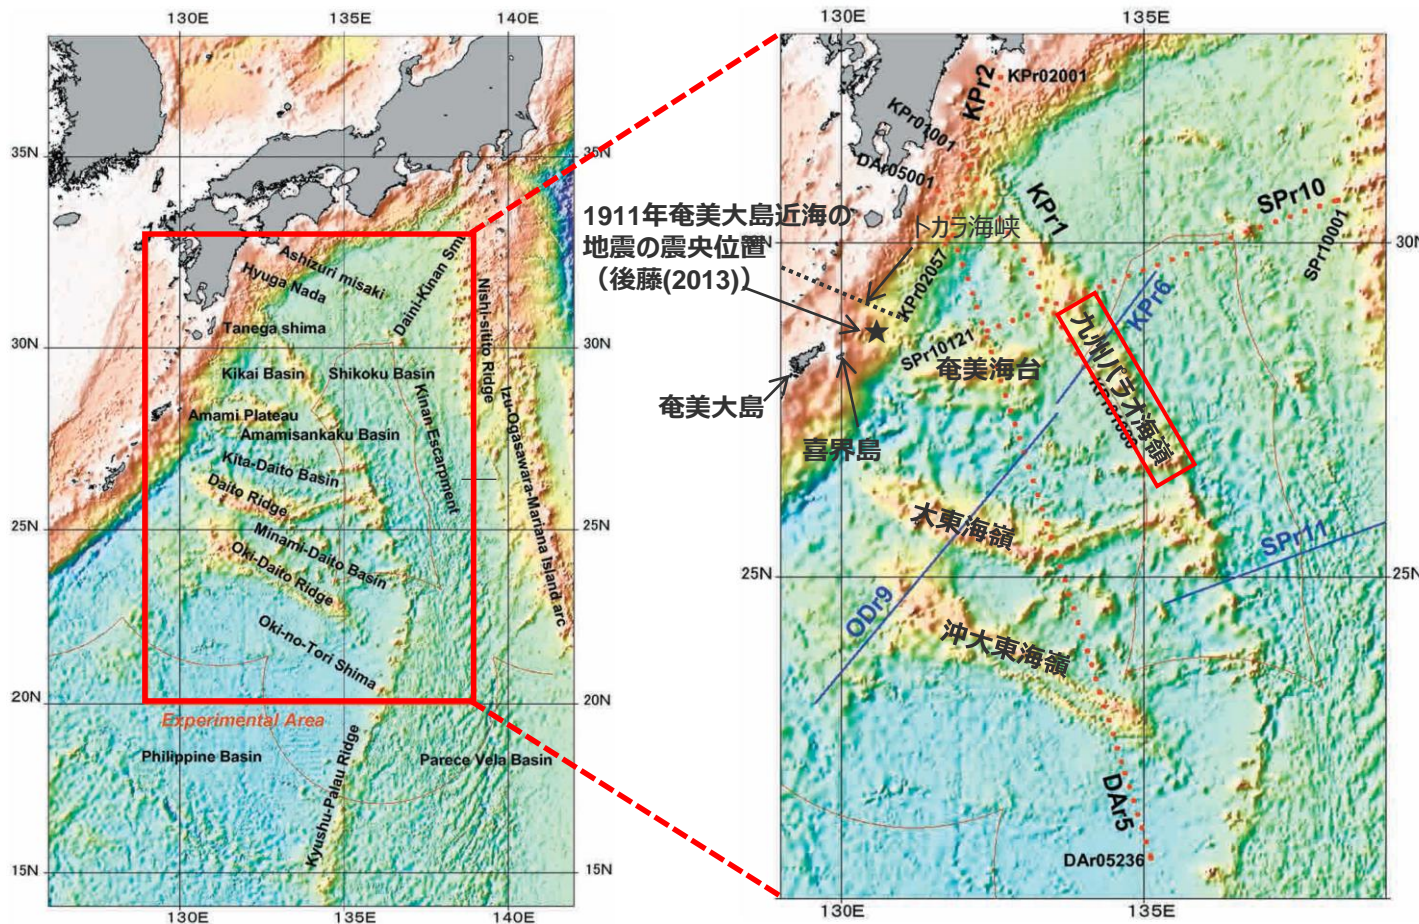 130E
135E
140E
35N
35N
30N
30N
25N
25N
20N
20N
15N
15N
130E
135E
140E
Ashizuri misaki
Hyuga Nada
Tanega shima
Daini-Kinan Smt
Nishi-sitito Ridge
Kikai Basin
Shikoku Basin
Izu-Ogasawara-Mariana Island arc
Amami Plateau
Amamisankaku Basin
Kinan Escarpment
Kita-Daito Basin
Daito Ridge
Minami-Daito Basin
Oki-Daito Ridge
Oki-no-Tori Shima
Experimental Area
Philippine Basin
Kyushu-Palau Ridge
Parece Vela Basin
130E
135E
KPr2
KPr02001
KPr01001
DAr05001
KPr1
SPr10
SPr10001
1911年奄美大島近海の
地震の震央位置
（後藤(2013)）
トカラ海峡
30N
KPr02057
KPr6
SPr10121
奄美海台
九州パラオ海嶺
奄美大島
喜界島
大東海嶺
SPr11
25N
25N
ODr9
沖大東海嶺
DAr5
DAr05236
20N
130E
135E